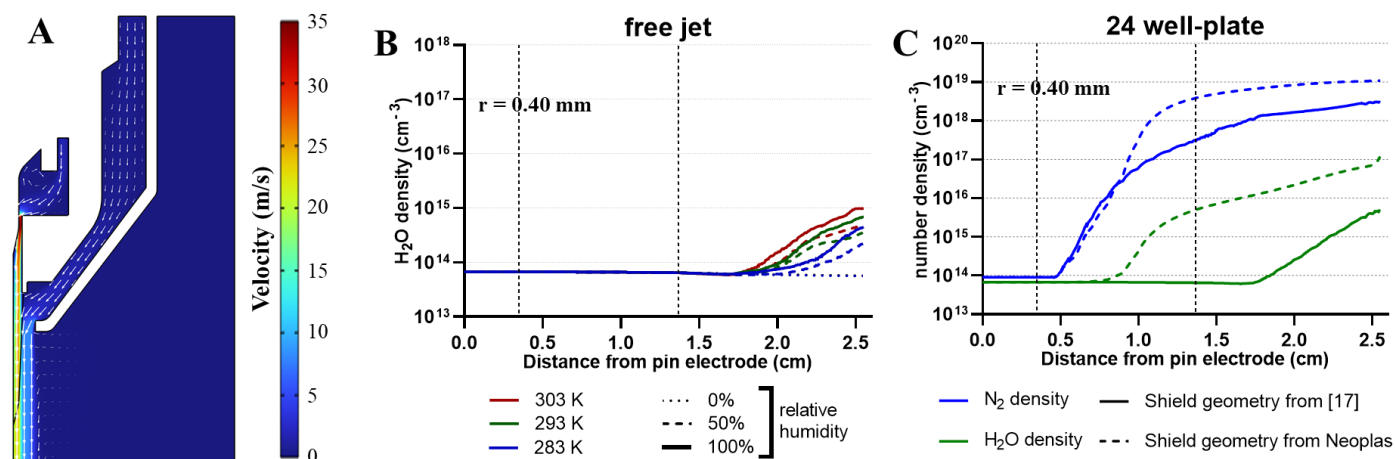 A
35
30
25
20
15
10
5
0
Velocity (m/s)
B
free jet
10^18
10^17
10^16
10^15
10^14
10^13
H₂O density (cm⁻³)
r = 0.40 mm
0.0 0.5 1.0 1.5 2.0 2.5
Distance from pin electrode (cm)
303 K
293 K
283 K
0%
50%
100%
relative
humidity
C
24 well-plate
10^20
10^19
10^18
10^17
10^16
10^15
10^14
10^13
number density (cm⁻³)
r = 0.40 mm
0.0 0.5 1.0 1.5 2.0 2.5
Distance from pin electrode (cm)
N₂ density
Shield geometry from [17]
H₂O density
Shield geometry from Neoplas